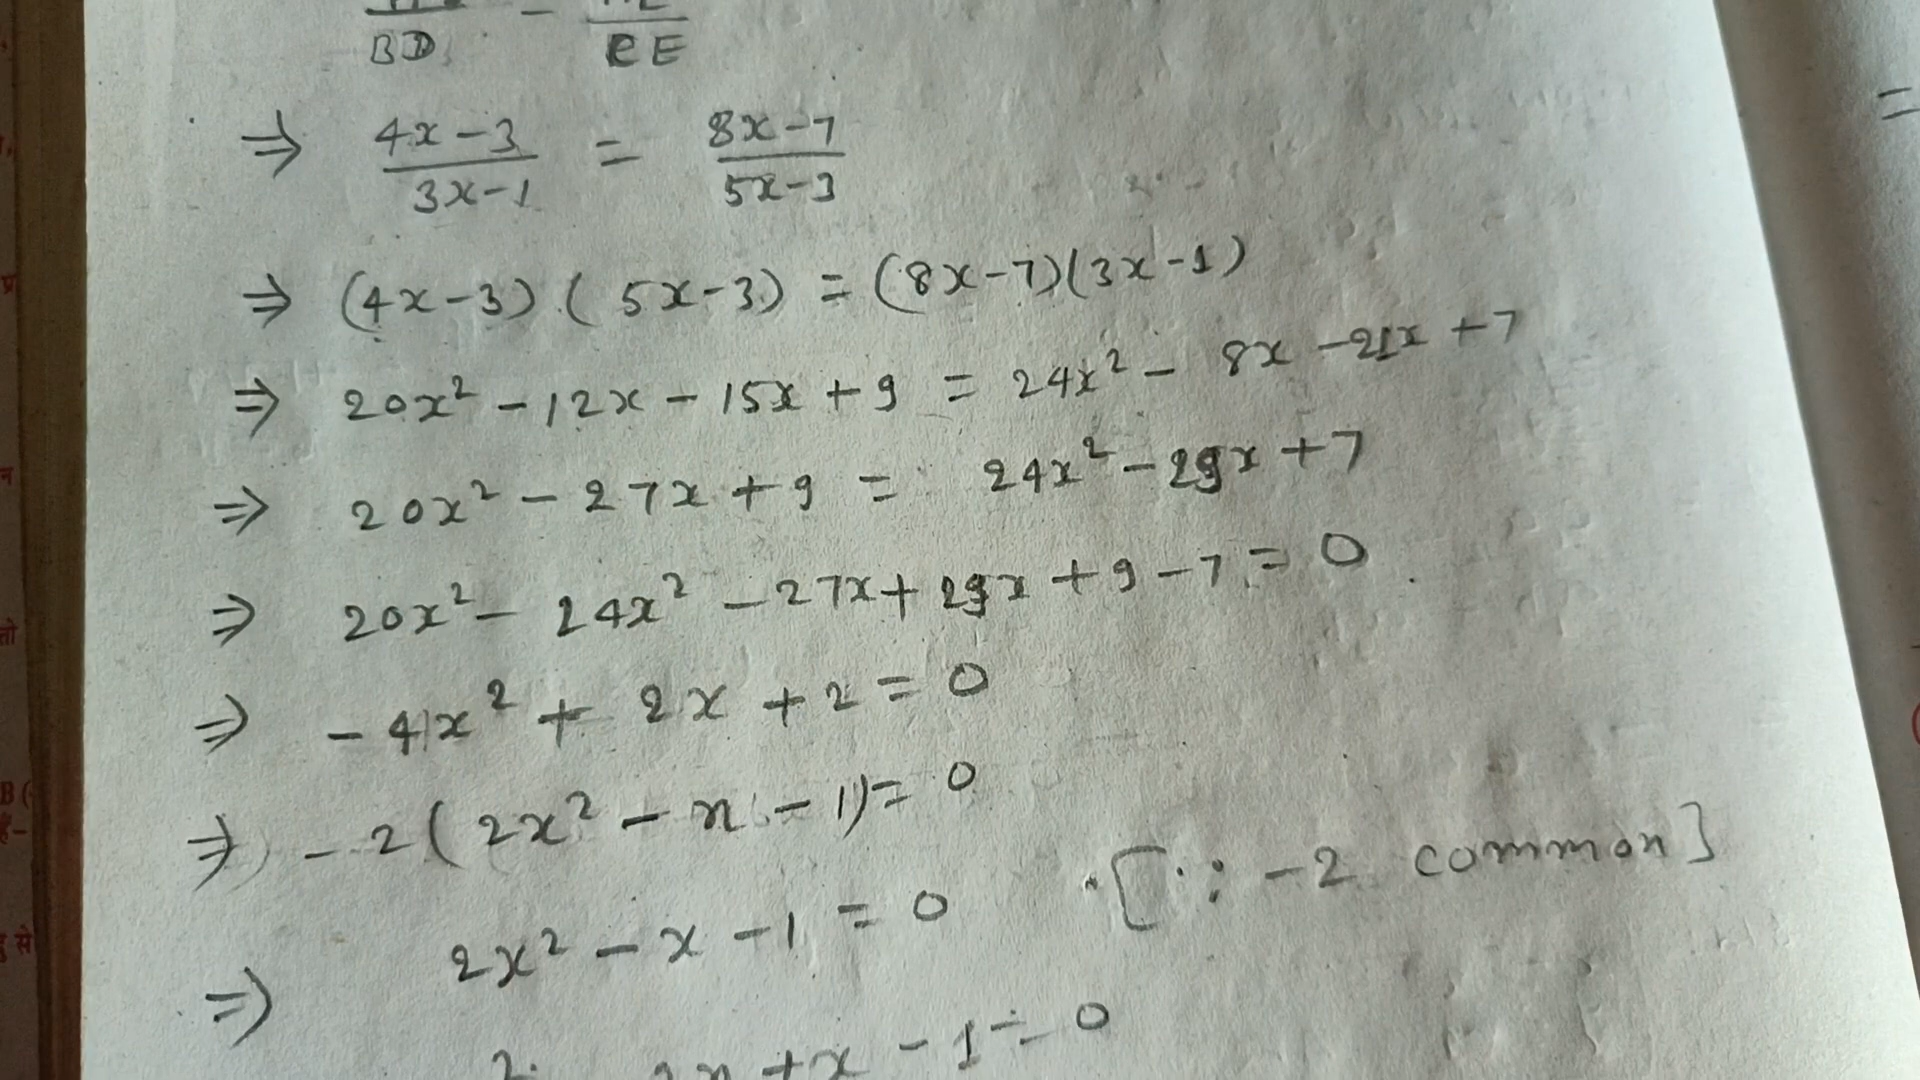 BD CE
⇒ 4x-3/3x-1 = 8x-7/5x-3
⇒ (4x-3)(5x-3) = (8x-7)(3x-1)
⇒ 20x² - 12x - 15x + 9 = 24x² - 8x - 21x + 7
⇒ 20x² - 27x + 9 = 24x² - 29x + 7
⇒ 20x² - 24x² - 27x + 29x + 9 - 7 = 0
⇒ -4x² + 2x + 2 = 0
⇒ -2(2x² - x - 1) = 0
[∵ -2 common]
⇒ 2x² - x - 1 = 0
+ x - 1 = 0